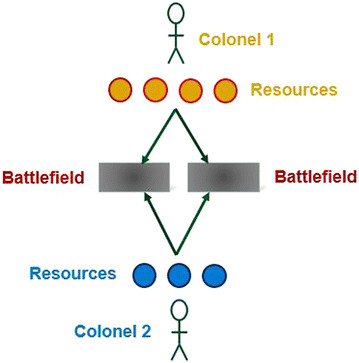 Colonel 1
Resources
Battlefield
Battlefield
Resources
Colonel 2